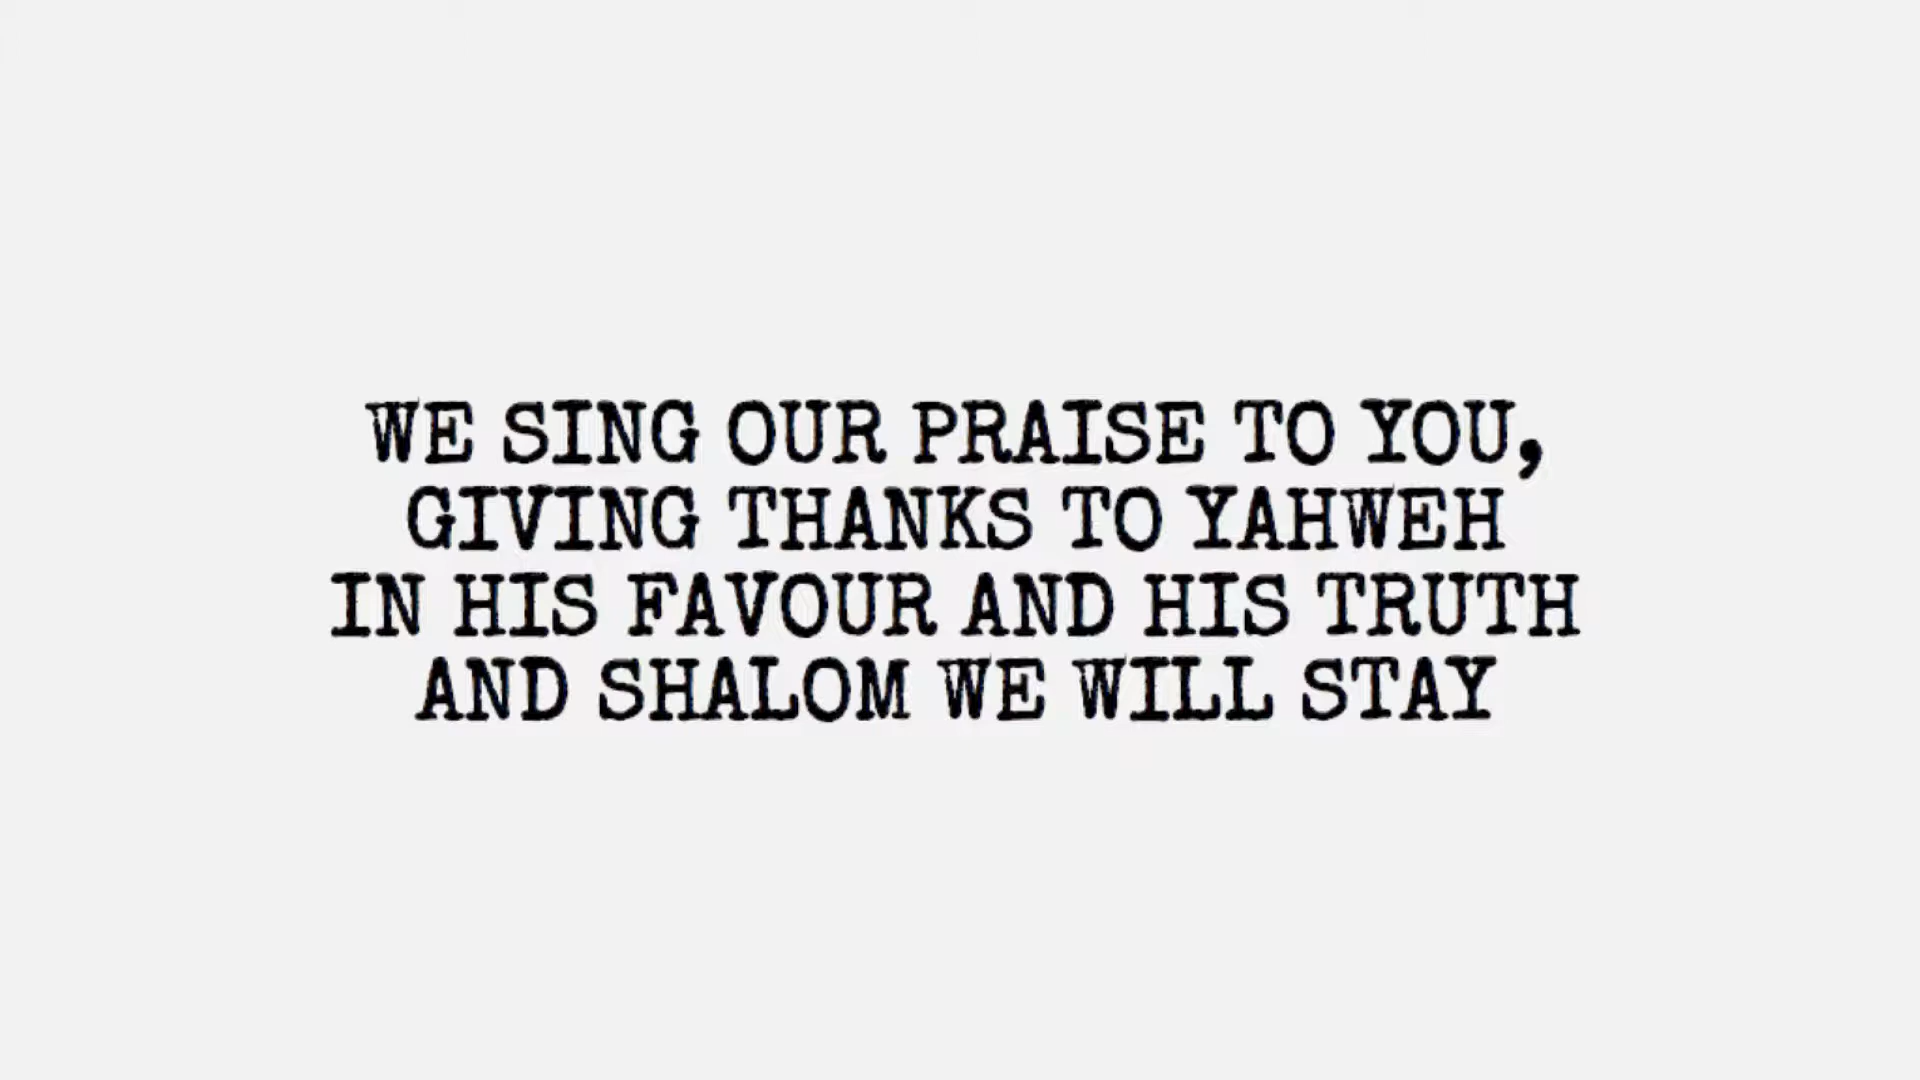 WE SING OUR PRAISE TO YOU,
GIVING THANKS TO YAHWEH
IN HIS FAVOUR AND HIS TRUTH
AND SHALOM WE WILL STAY